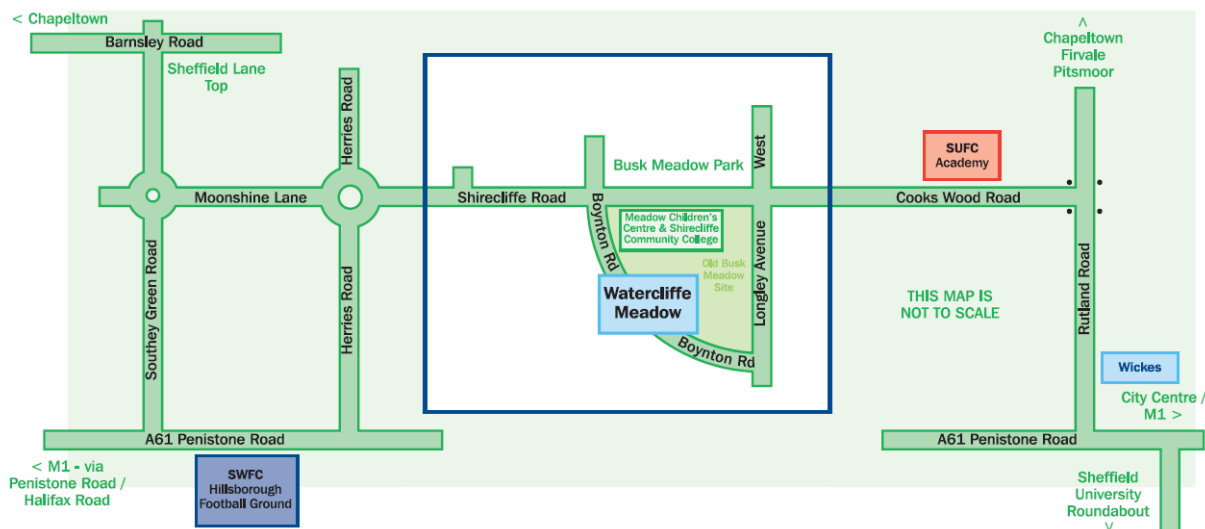 < Chapeltown
Barnsley Road
Sheffield Lane
Top
Herries Road
Moonshine Lane
Southey Green Road
Herries Road
A61 Penistone Road
< M1 - via
Penistone Road /
Halifax Road
SWFC
Hillsborough
Football Ground
Shirecliffe Road
Busk Meadow Park
West
Longley Avenue
Boynton Rd
Meadow Children's
Centre & Shirecliffe
Community College
Old Busk
Meadow
Site
Watercliffe
Meadow
Boynton Rd
<
Chapeltown
Firvale
Pitsmoor
SUFC
Academy
Cooks Wood Road
Rutland Road
THIS MAP IS
NOT TO SCALE
Wickes
City Centre /
M1 >
A61 Penistone Road
Sheffield
University
Roundabout
<